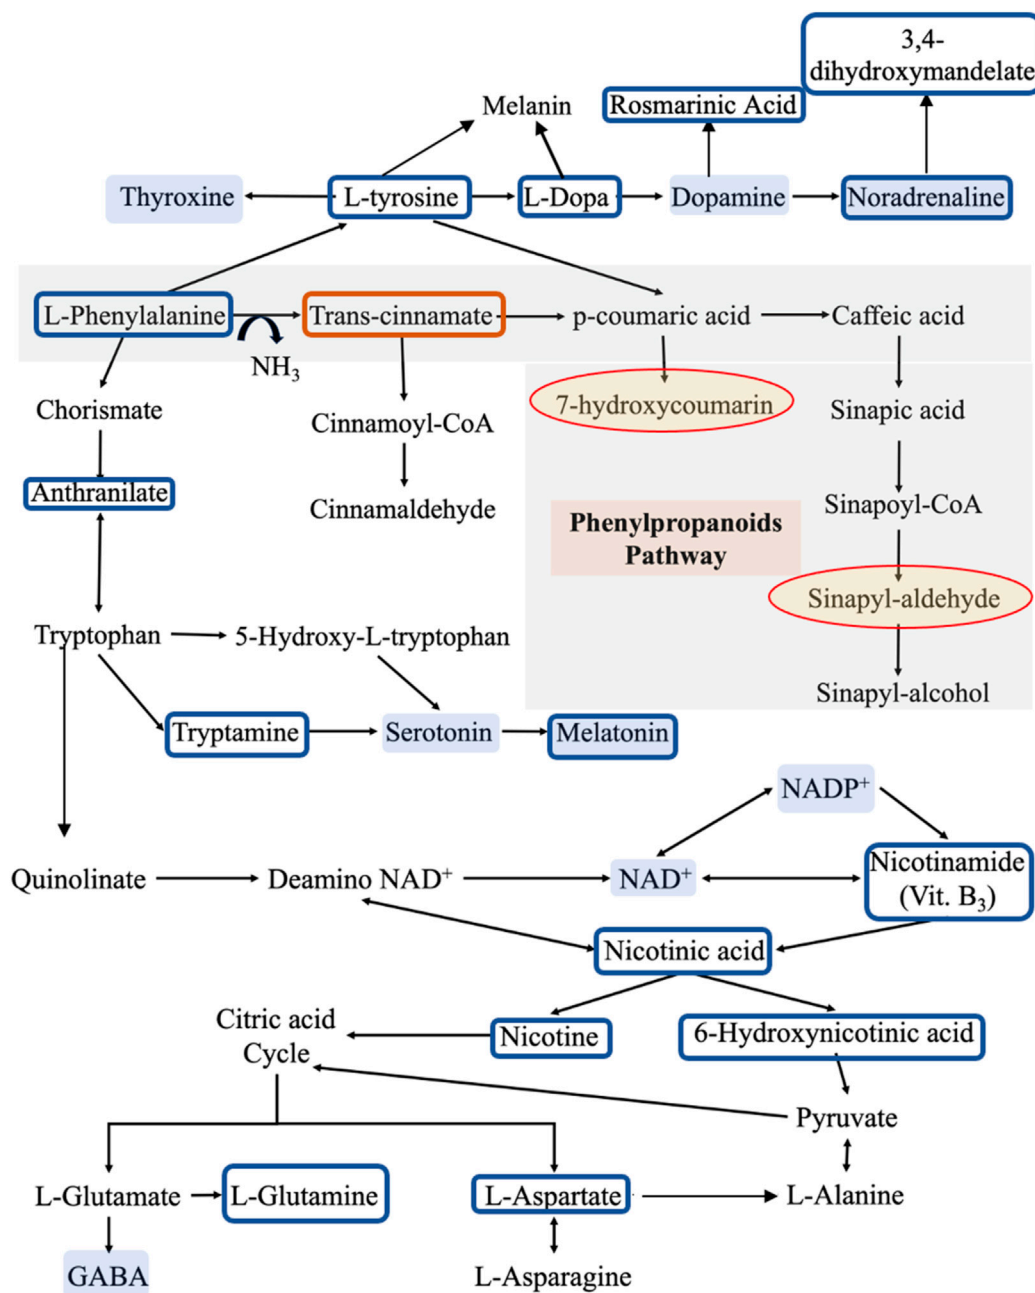 3,4-
dihydroxymandelate
Melanin
Rosmarinic Acid
Thyroxine
L-tyrosine
L-Dopa
Dopamine
Noradrenaline
L-Phenylalanine
Trans-cinnamate
p-coumaric acid
Caffeic acid
NH₃
Chorismate
Cinnamoyl-CoA
7-hydroxycoumarin
Sinapic acid
Anthranilate
Cinnamaldehyde
Phenylpropanoids
Pathway
Sinapoyl-CoA
Sinapyl-aldehyde
Tryptophan
5-Hydroxy-L-tryptophan
Sinapyl-alcohol
Tryptamine
Serotonin
Melatonin
NADP⁺
Quinolinate
Deamino NAD⁺
NAD⁺
Nicotinamide
(Vit. B₃)
Nicotinic acid
Citric acid
Cycle
Nicotine
6-Hydroxynicotinic acid
Pyruvate
L-Glutamate
L-Glutamine
L-Aspartate
L-Alanine
GABA
L-Asparagine